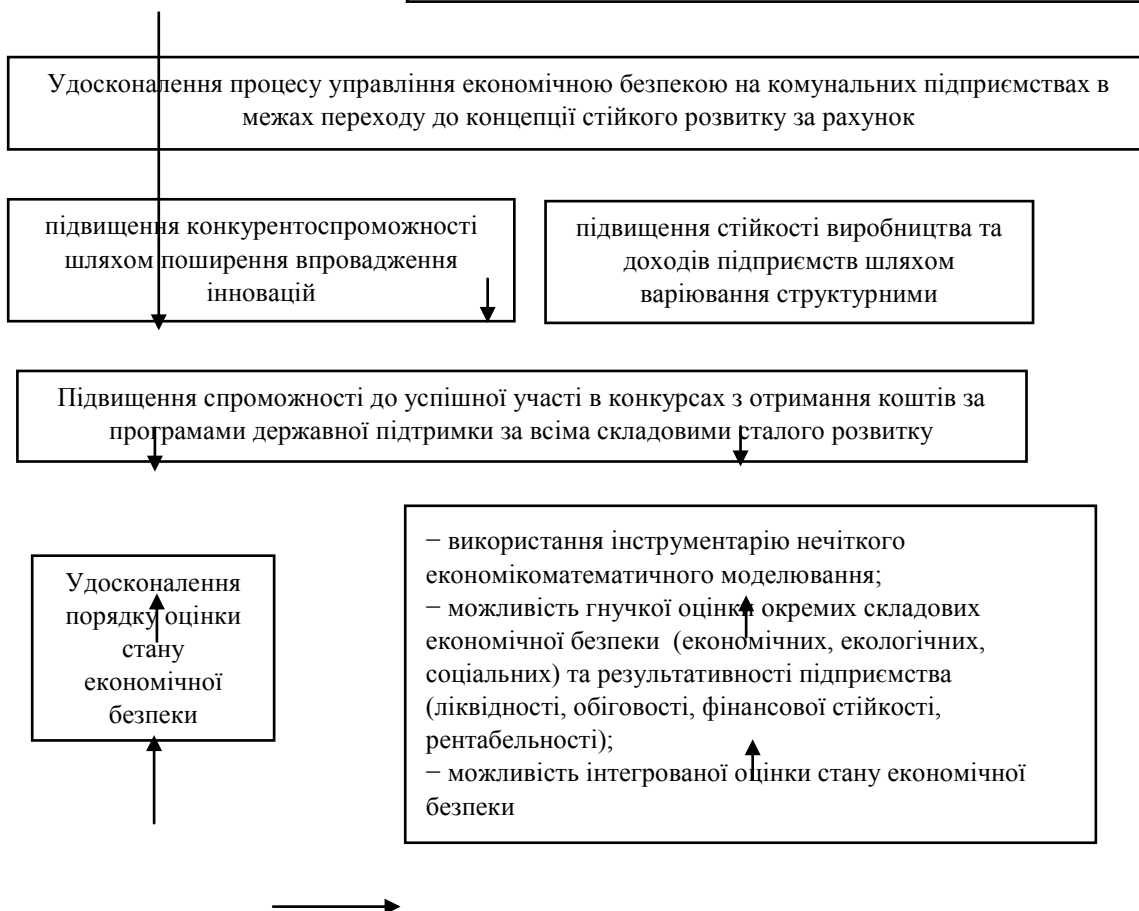 Удосконалення процесу управління економічною безпекою на комунальних підприємствах в
межах переходу до концепції стійкого розвитку за рахунок
підвищення конкурентоспроможності
шляхом поширення впровадження
інновацій
підвищення стійкості виробництва та
доходів підприємств шляхом
варіювання структурними
Підвищення спроможності до успішної участі в конкурсах з отримання коштів за
програмами державної підтримки за всіма складовими сталого розвитку
Удосконалення
порядку оцінки
стану
економічної
безпеки
− використання інструментарію нечіткого
економікоматематичного моделювання;
− можливість гнучкої оцінки окремих складових
економічної безпеки (економічних, екологічних,
соціальних) та результативності підприємства
(ліквідності, обіговості, фінансової стійкості,
рентабельності);
− можливість інтегрованої оцінки стану економічної
безпеки